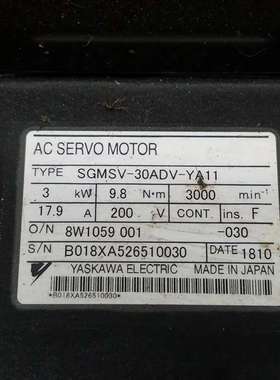 AC SERVO MOTOR
TYPE SGMSV-30ADV-YA11
3 kW 9.8 N·m 3000 min⁻¹
17.9 A 200 V CONT. ins. F
O/N 8W1059 001 -030
S/N B018XA526510030 DATE 1810
YASKAWA ELECTRIC MADE IN JAPAN
*B018XA526510030*